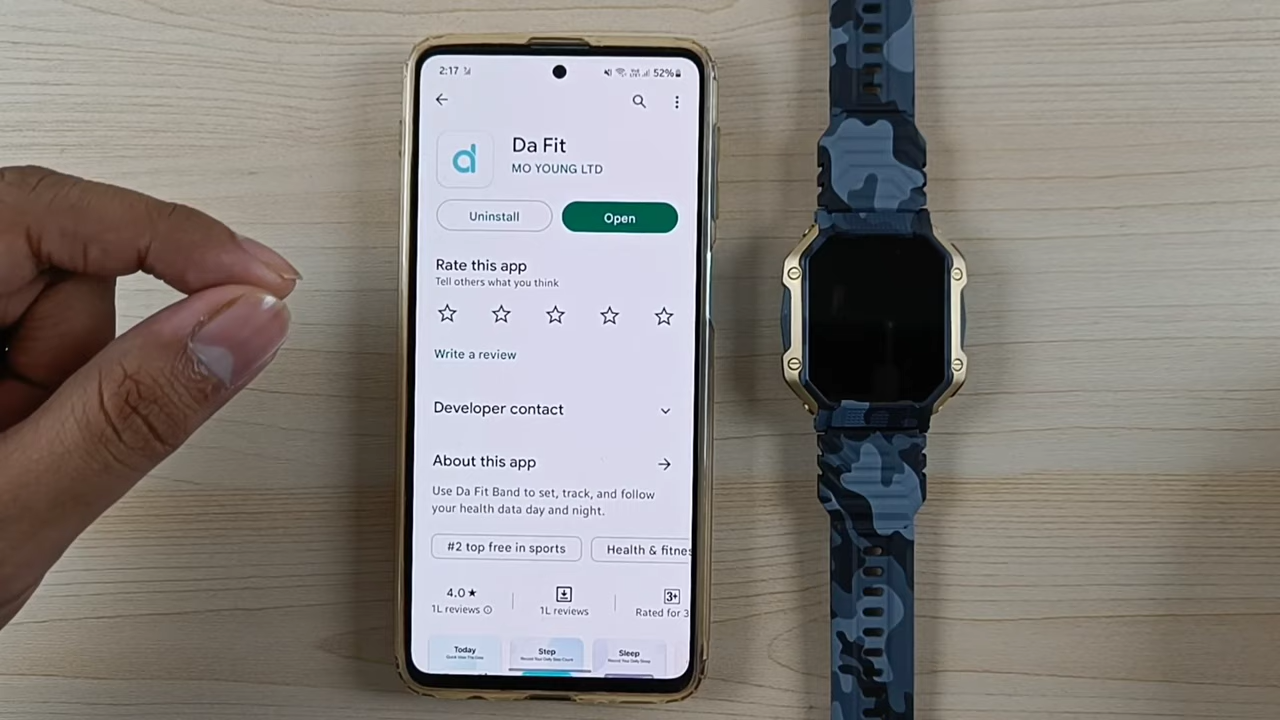 2:17
52%
Da Fit
MO YOUNG LTD
Uninstall
Open
Rate this app
Tell others what you think
Write a review
Developer contact
About this app
Use Da Fit Band to set, track, and follow
your health data day and night.
#2 top free in sports
Health & fitnes
4.0★
1L reviews
1L reviews
3+
Rated for 3
Today
Step
Sleep